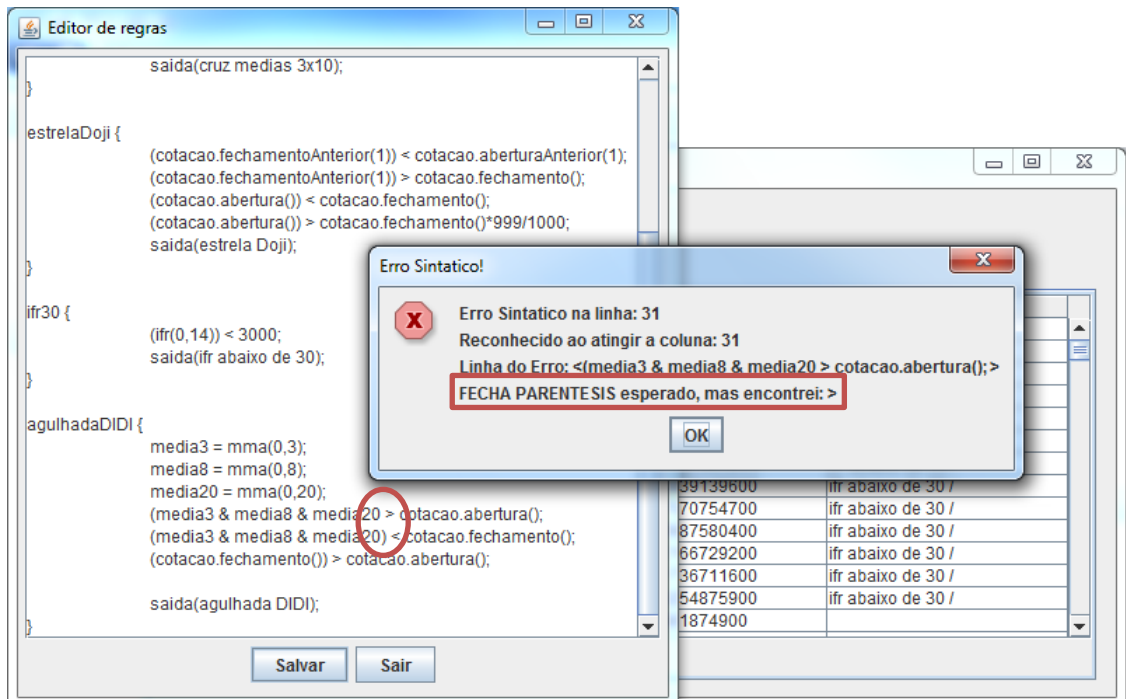 Editor de regras
saida(cruz medias 3x10);
}
estrelaDoji {
(cotacao.fechamentoAnterior(1)) < cotacao.aberturaAnterior(1);
(cotacao.fechamentoAnterior(1)) > cotacao.fechamento();
(cotacao.abertura()) < cotacao.fechamento();
(cotacao.abertura()) > cotacao.fechamento()*999/1000;
saida(estrela Doji);
}
ifr30 {
(ifr(0,14)) < 3000;
saida(ifr abaixo de 30);
}
agulhadaDIDI {
media3 = mma(0,3);
media8 = mma(0,8);
media20 = mma(0,20);
(media3 & media8 & media20 > cotacao.abertura();
(media3 & media8 & media20) < cotacao.fechamento();
(cotacao.fechamento()) > cotacao.abertura();
saida(agulhada DIDI);
}
Salvar Sair
Erro Sintatico!
Erro Sintatico na linha: 31
Reconhecido ao atingir a coluna: 31
Linha do Erro: <(media3 & media8 & media20 > cotacao.abertura(); >
FECHA PARENTESIS esperado, mas encontrei: >
OK
39139600 ifr abaixo de 30 /
70754700 ifr abaixo de 30 /
87580400 ifr abaixo de 30 /
66729200 ifr abaixo de 30 /
36711600 ifr abaixo de 30 /
54875900 ifr abaixo de 30 /
1874900